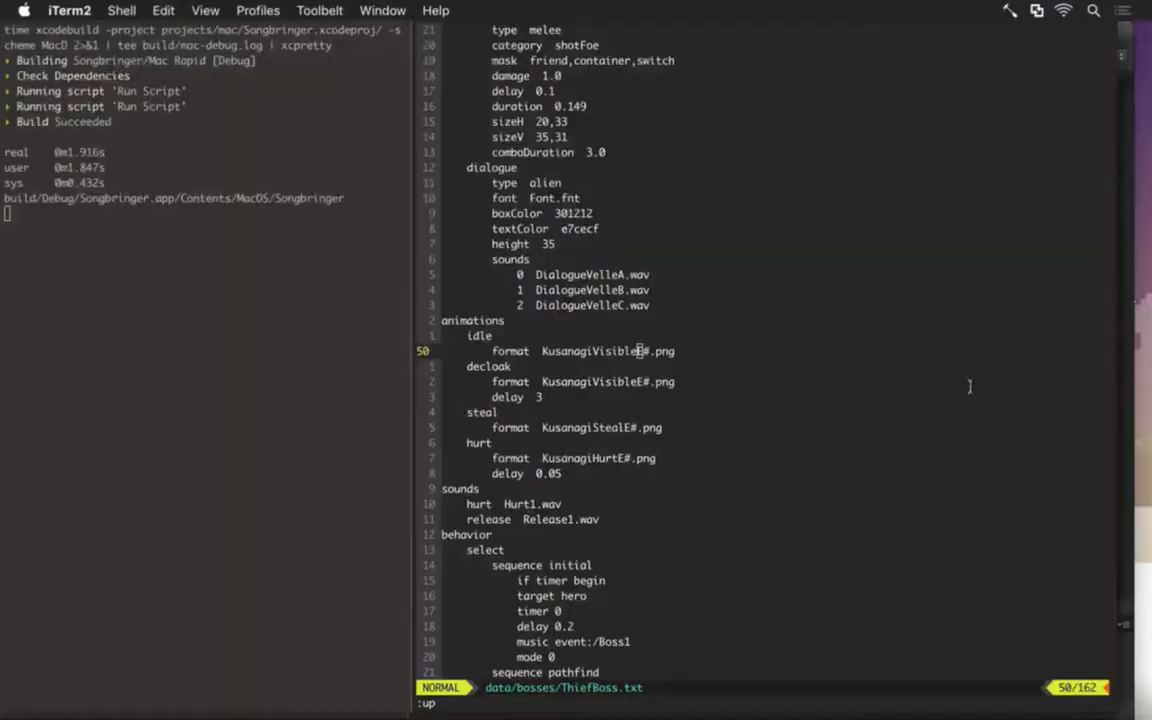 iTerm2 Shell Edit View Profiles Toolbelt Window Help
time xcodebuild -project projects/mac/Songbringer.xcodeproj/ -s
cheme MacD 2>&1 | tee build/mac-debug.log | xcpretty
▸ Building Songbringer/Mac Rapid [Debug]
▸ Check Dependencies
▸ Running script 'Run Script'
▸ Running script 'Run Script'
▸ Build Succeeded
real 0m1.916s
user 0m1.847s
sys 0m0.432s
build/Debug/Songbringer.app/Contents/MacOS/Songbringer
21 type melee
20 category shotFoe
19 mask friend,container,switch
18 damage 1.0
17 delay 0.1
16 duration 0.149
15 sizeH 20,33
14 sizeV 35,31
13 comboDuration 3.0
12 dialogue
11 type alien
10 font Font.fnt
9 boxColor 301212
8 textColor e7cecf
7 height 35
6 sounds
5 0 DialogueVelleA.wav
4 1 DialogueVelleB.wav
3 2 DialogueVelleC.wav
2 animations
1 idle
50 format KusanagiVisibleE#.png
1 decloak
2 format KusanagiVisibleE#.png
3 delay 3
4 steal
5 format KusanagiStealE#.png
6 hurt
7 format KusanagiHurtE#.png
8 delay 0.05
9 sounds
10 hurt Hurt1.wav
11 release Release1.wav
12 behavior
13 select
14 sequence initial
15 if timer begin
16 target hero
17 timer 0
18 delay 0.2
19 music event:/Boss1
20 mode 0
21 sequence pathfind
NORMAL data/bosses/ThiefBoss.txt 50/162
:up